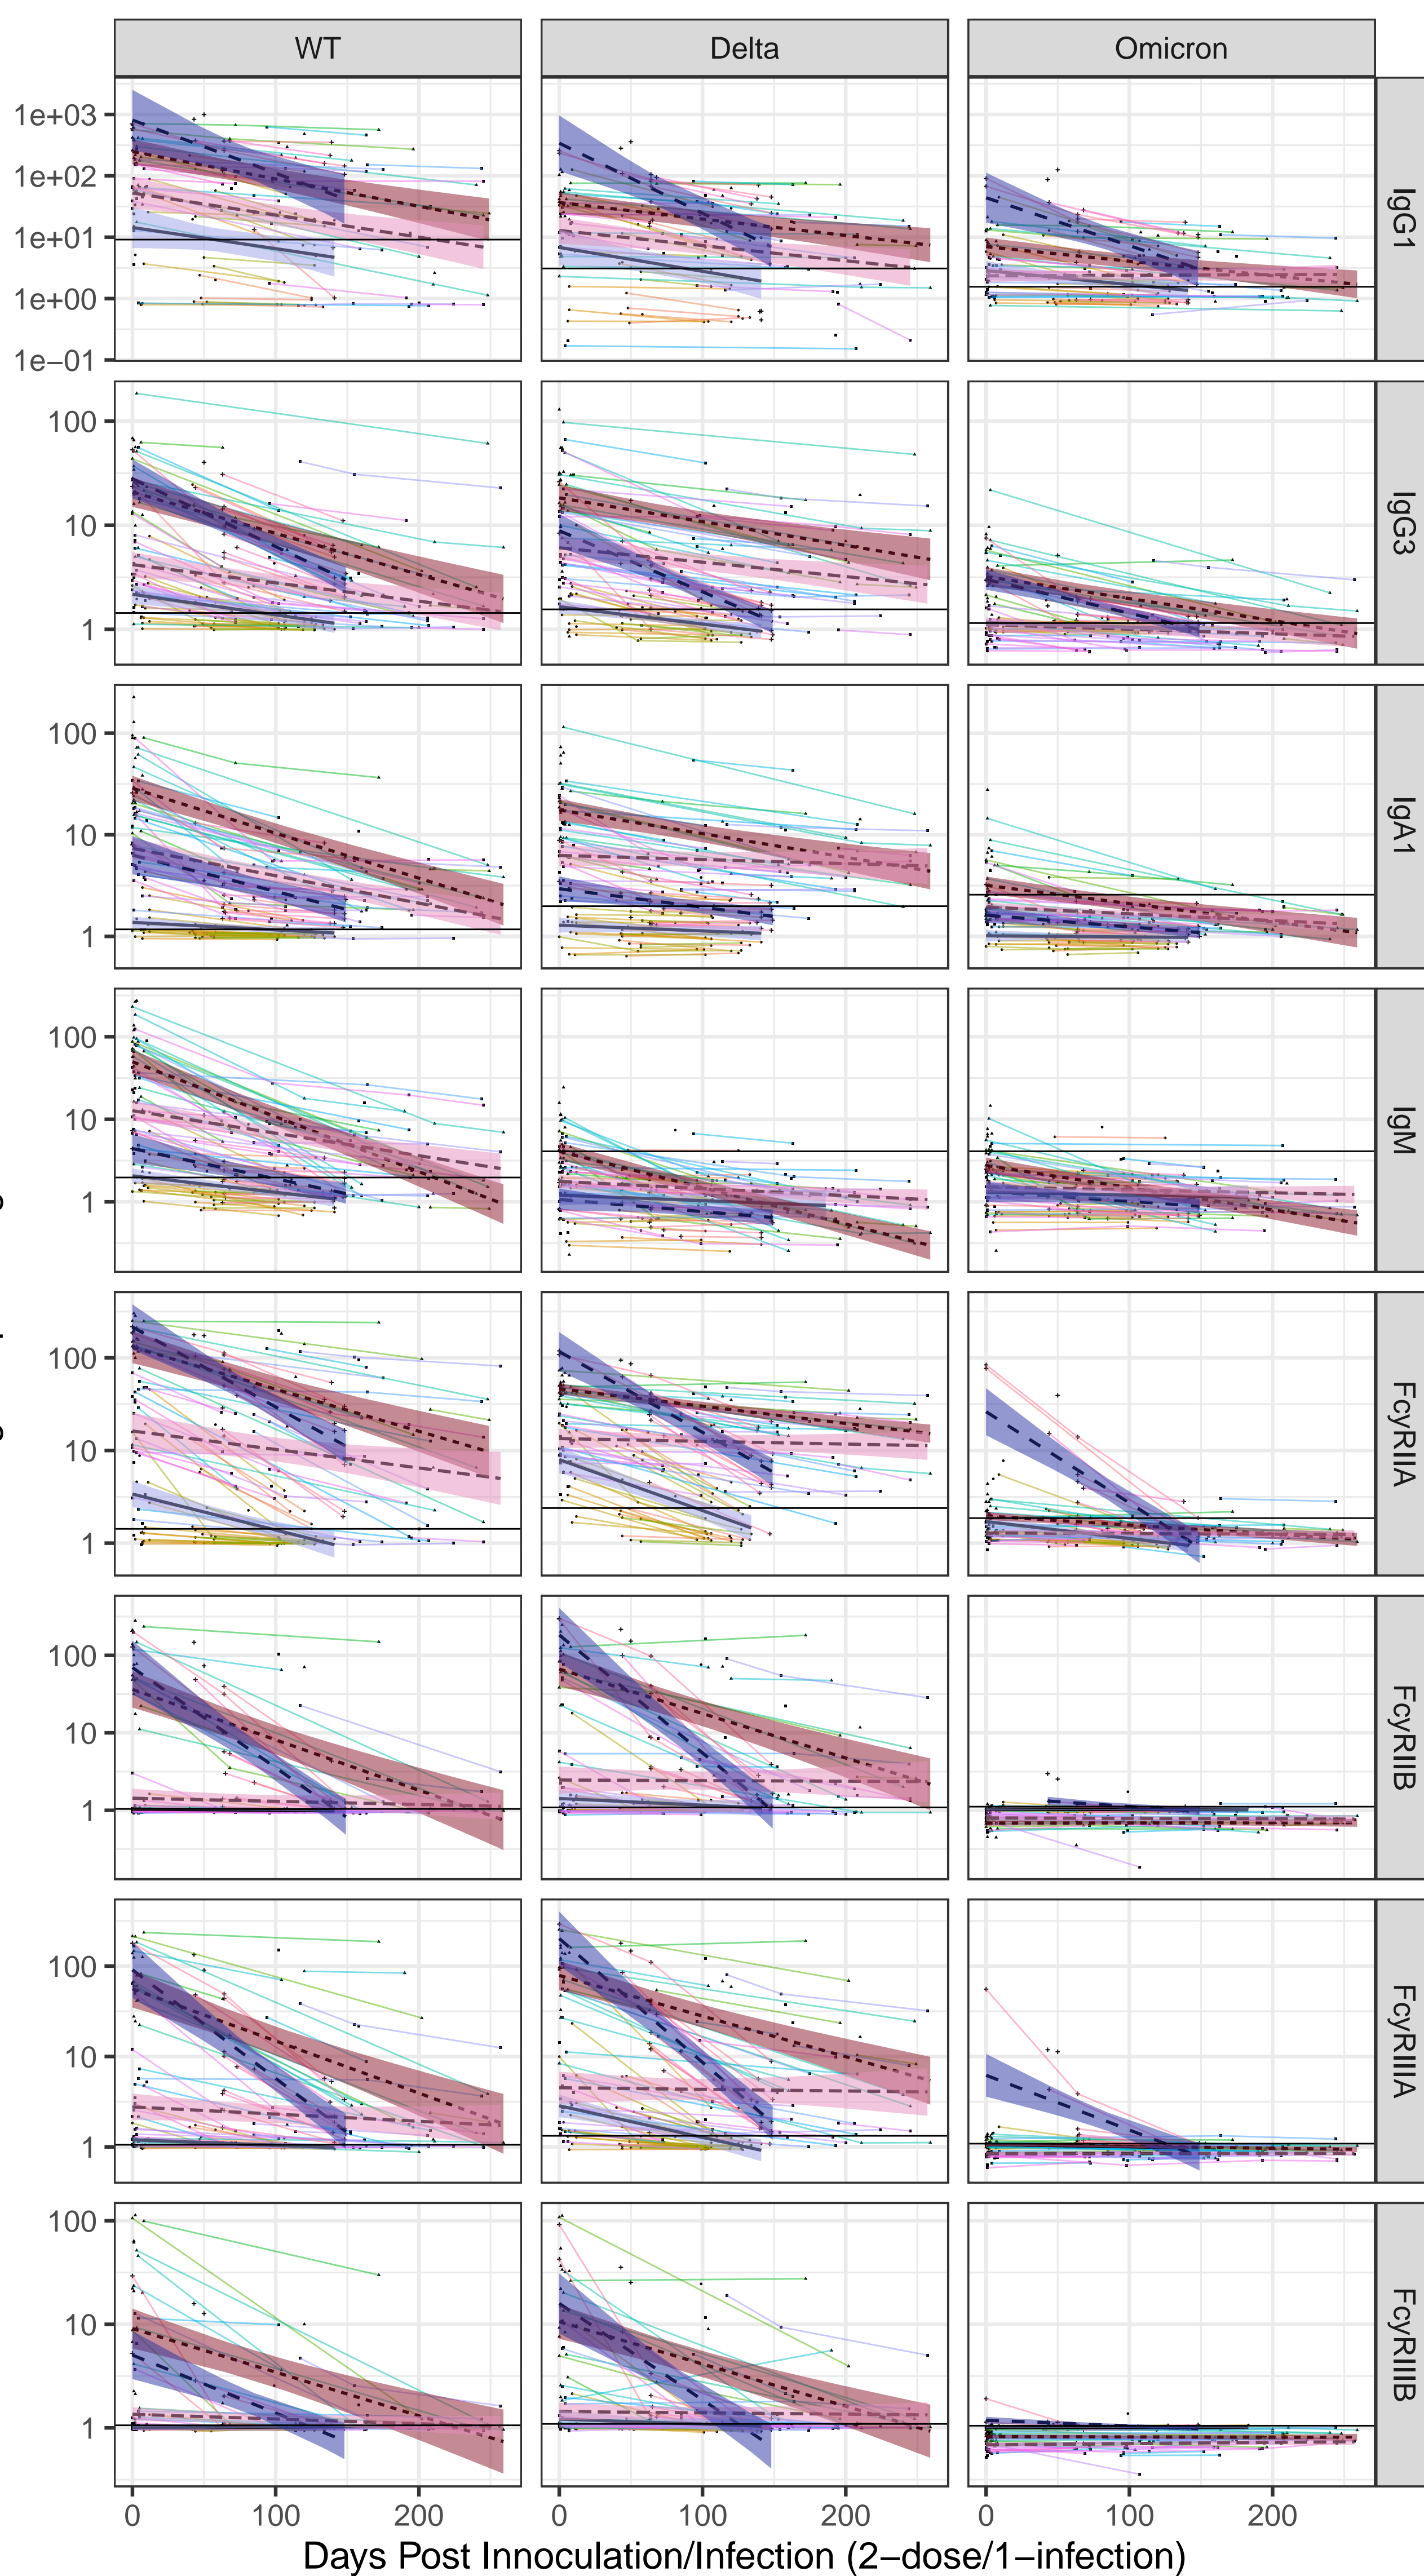 WT Delta Omicron
1e+03
1e+02
1e+01
1e+00
1e−01
IgG1
100
10
1
IgG3
100
10
1
IgA1
100
10
1
IgM
100
10
1
FcγRIIA
100
10
1
FcγRIIB
100
10
1
FcγRIIIA
100
10
1
FcγRIIIB
0 100 200 0 100 200 0 100 200
Days Post Innoculation/Infection (2−dose/1−infection)